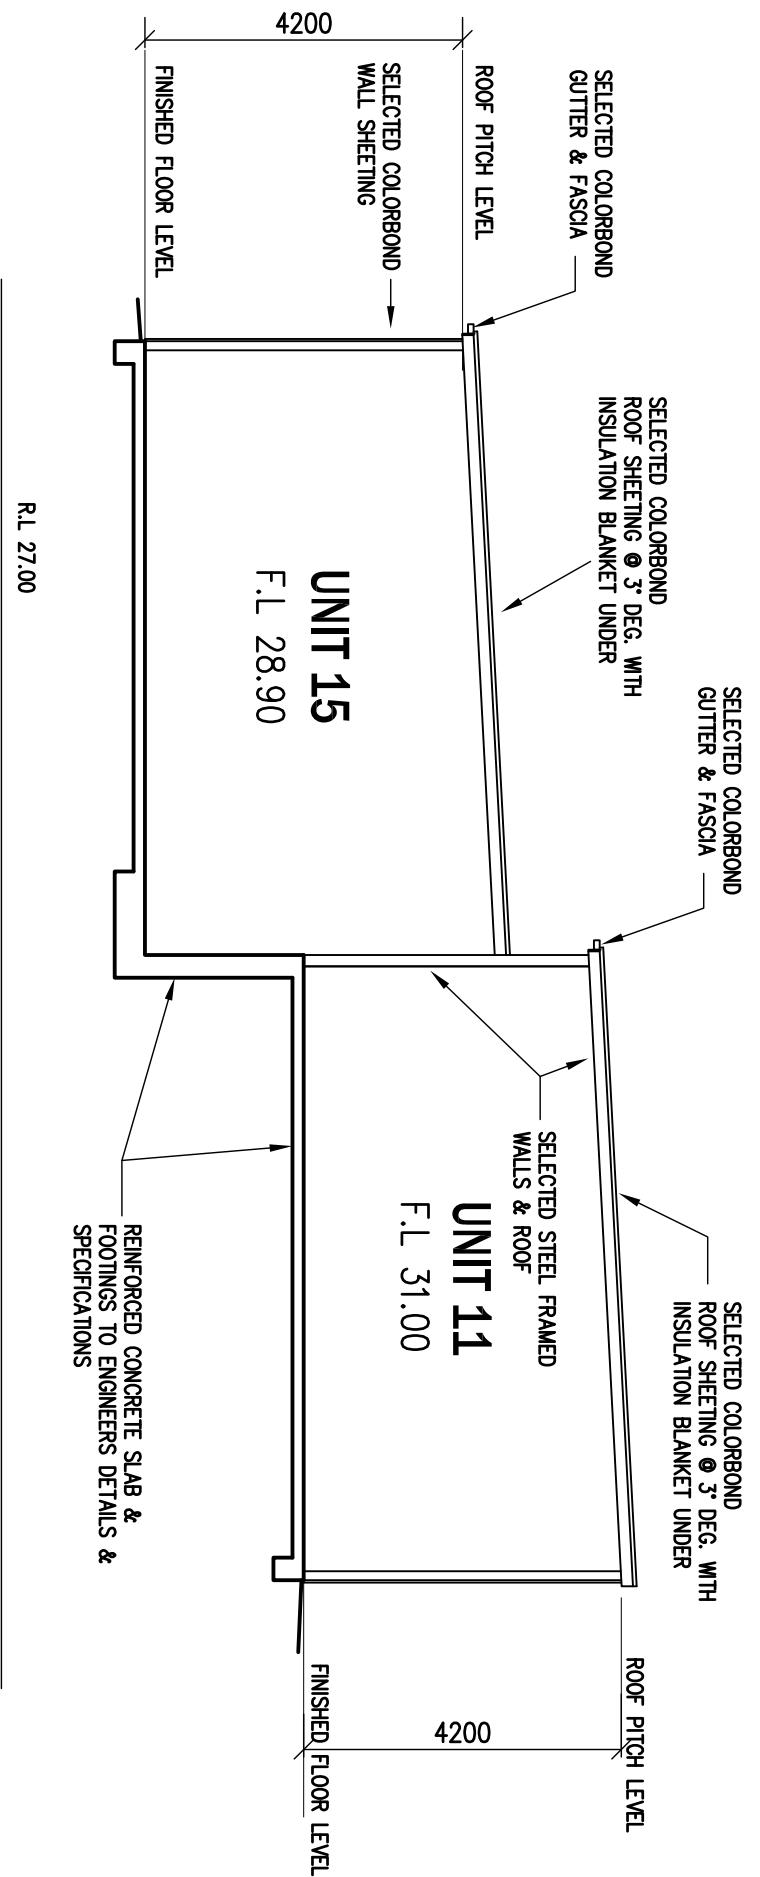 4200
FINISHED FLOOR LEVEL
SELECTED COLORBOND
WALL SHEETING
ROOF PITCH LEVEL
SELECTED COLORBOND
GUTTER & FASCIA
SELECTED COLORBOND
ROOF SHEETING @ 3° DEG. WITH
INSULATION BLANKET UNDER
SELECTED COLORBOND
GUTTER & FASCIA
UNIT 15
F.L 28.90
R.L 27.00
SELECTED STEEL FRAMED
WALLS & ROOF
UNIT 11
F.L 31.00
SELECTED COLORBOND
ROOF SHEETING @ 3° DEG. WITH
INSULATION BLANKET UNDER
REINFORCED CONCRETE SLAB &
FOOTINGS TO ENGINEERS DETAILS &
SPECIFICATIONS
ROOF PITCH LEVEL
4200
FINISHED FLOOR LEVEL